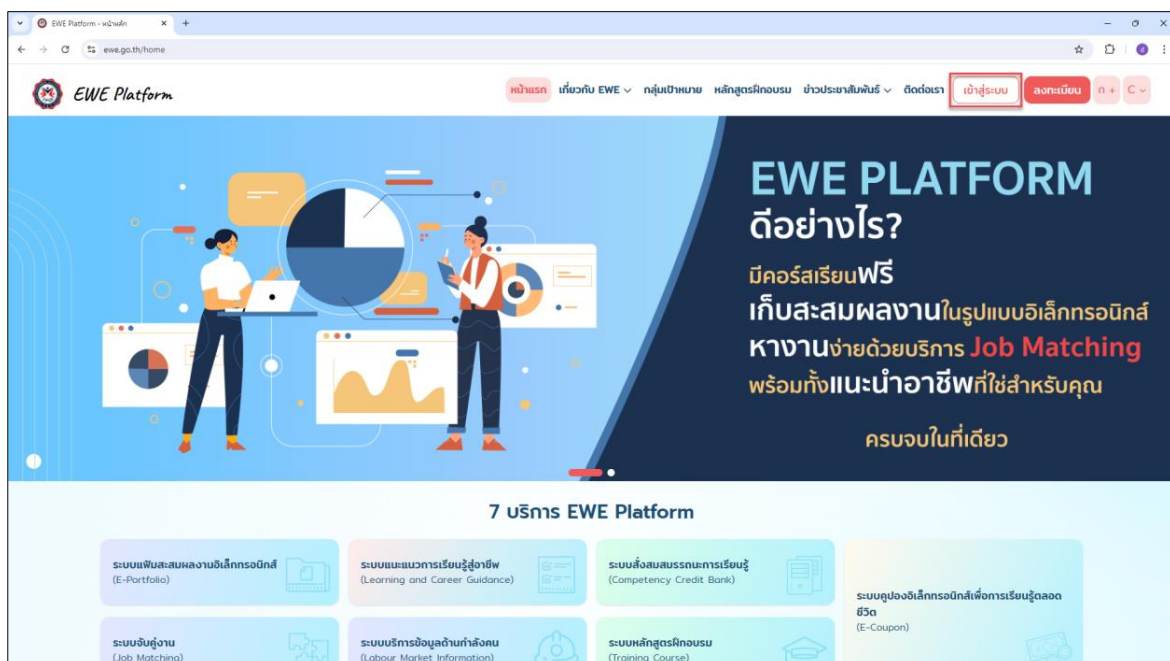 EWE Platform - หน้าหลัก
ewe.go.th/home
EWE Platform
หน้าแรก เกี่ยวกับ EWE กลุ่มเป้าหมาย หลักสูตรฝึกอบรม ข่าวประชาสัมพันธ์ ติดต่อเรา เข้าสู่ระบบ ลงทะเบียน ก + C
EWE PLATFORM
ดีอย่างไร?
มีคอร์สเรียนฟรี
เก็บสะสมผลงานในรูปแบบอิเล็กทรอนิกส์
หางานง่ายด้วยบริการ Job Matching
พร้อมทั้งแนะนำอาชีพที่ใช่สำหรับคุณ
ครบจบในที่เดียว
7 บริการ EWE Platform
ระบบแฟ้มสะสมผลงานอิเล็กทรอนิกส์
(E-Portfolio)
ระบบแนะแนวการเรียนรู้สู่อาชีพ
(Learning and Career Guidance)
ระบบสั่งสมสมรรถนะการเรียนรู้
(Competency Credit Bank)
ระบบคูปองอิเล็กทรอนิกส์เพื่อการเรียนรู้ตลอด
ชีวิต
(E-Coupon)
ระบบจับคู่งาน
(Job Matching)
ระบบบริการข้อมูลด้านกำลังคน
(Labour Market Information)
ระบบหลักสูตรฝึกอบรม
(Training Course)